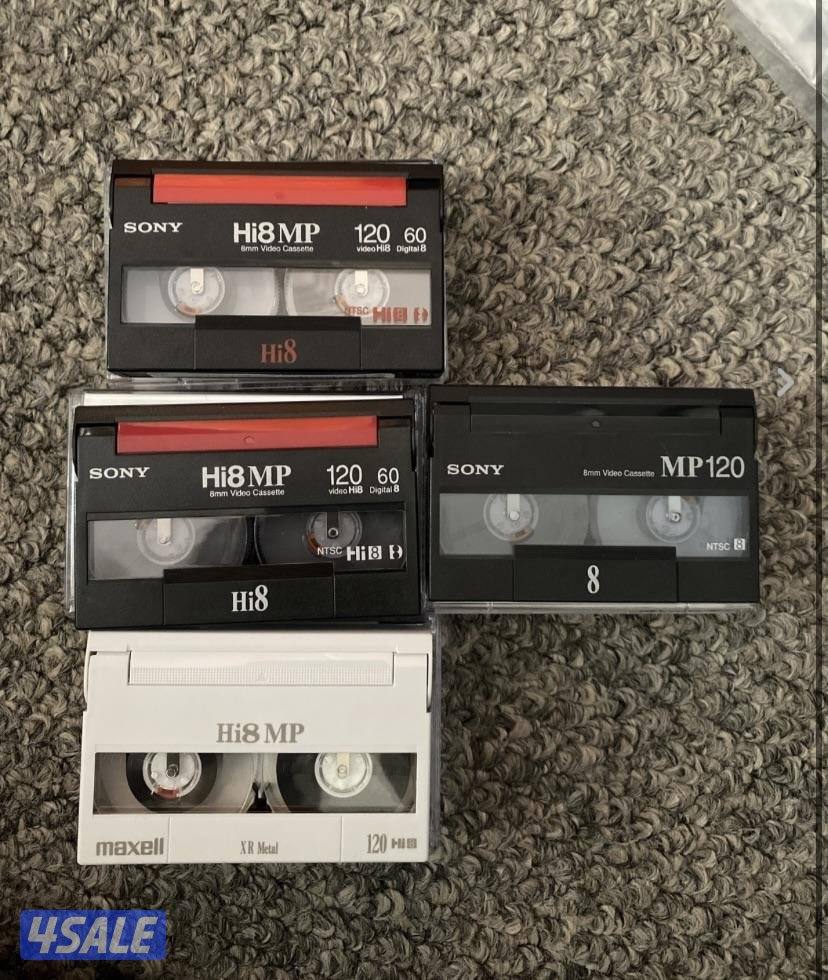 SONY Hi8 MP 120 60
8mm Video Cassette video Hi8 Digital 8
NTSC Hi8
Hi8
SONY Hi8 MP 120 60
8mm Video Cassette video Hi8 Digital 8
NTSC Hi8
Hi8
SONY 8mm Video Cassette MP120
NTSC 8
8
Hi8 MP
maxell XR Metal 120 Hi8
4SALE